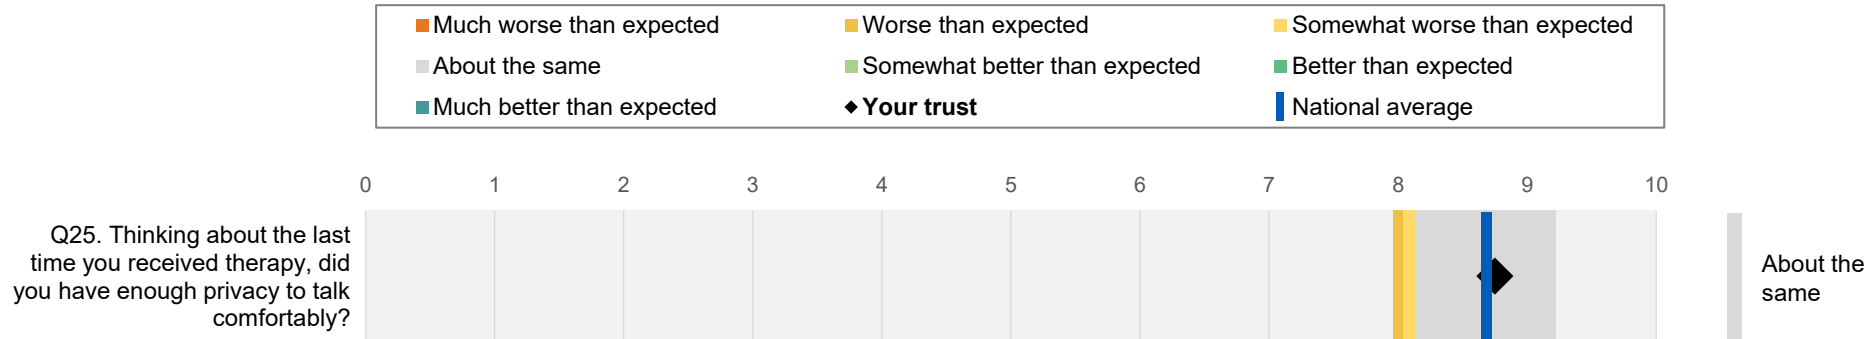 Much worse than expected Worse than expected Somewhat worse than expected
About the same Somewhat better than expected Better than expected
Much better than expected Your trust National average
0 1 2 3 4 5 6 7 8 9 10
Q25. Thinking about the last
time you received therapy, did
you have enough privacy to talk
comfortably?
About the
same